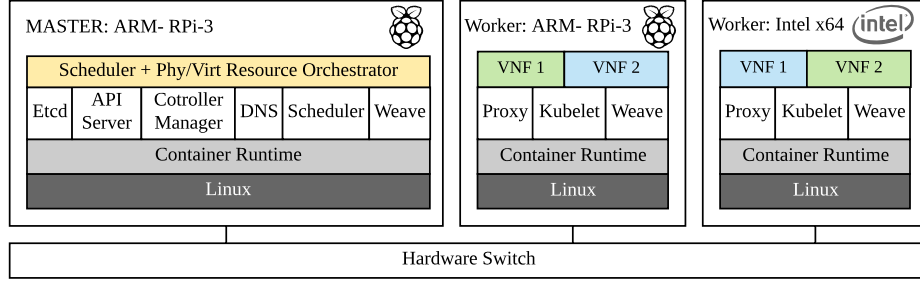 MASTER: ARM- RPi-3
Scheduler + Phy/Virt Resource Orchestrator
Etcd
API
Server
Cotroller
Manager
DNS
Scheduler
Weave
Container Runtime
Linux
Worker: ARM- RPi-3
VNF 1
VNF 2
Proxy
Kubelet
Weave
Container Runtime
Linux
Worker: Intel x64
intel
VNF 1
VNF 2
Proxy
Kubelet
Weave
Container Runtime
Linux
Hardware Switch